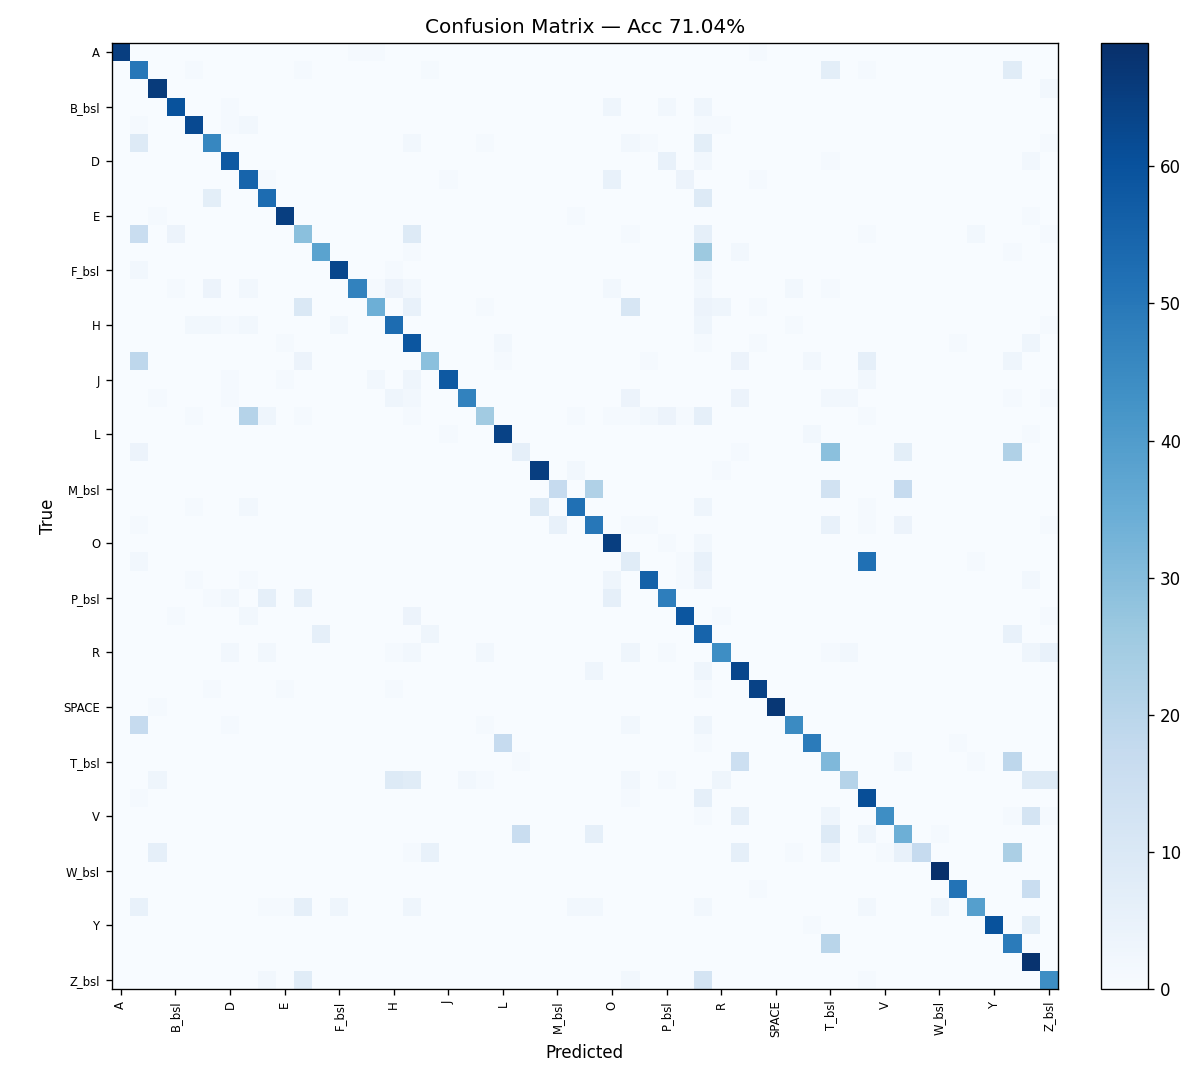 Confusion Matrix — Acc 71.04%
True
A
B_bsl
D
E
F_bsl
H
J
L
M_bsl
O
P_bsl
R
SPACE
T_bsl
V
W_bsl
Y
Z_bsl
A
B_bsl
D
E
F_bsl
H
J
L
M_bsl
O
P_bsl
R
SPACE
T_bsl
V
W_bsl
Y
Z_bsl
Predicted
60
50
40
30
20
10
0